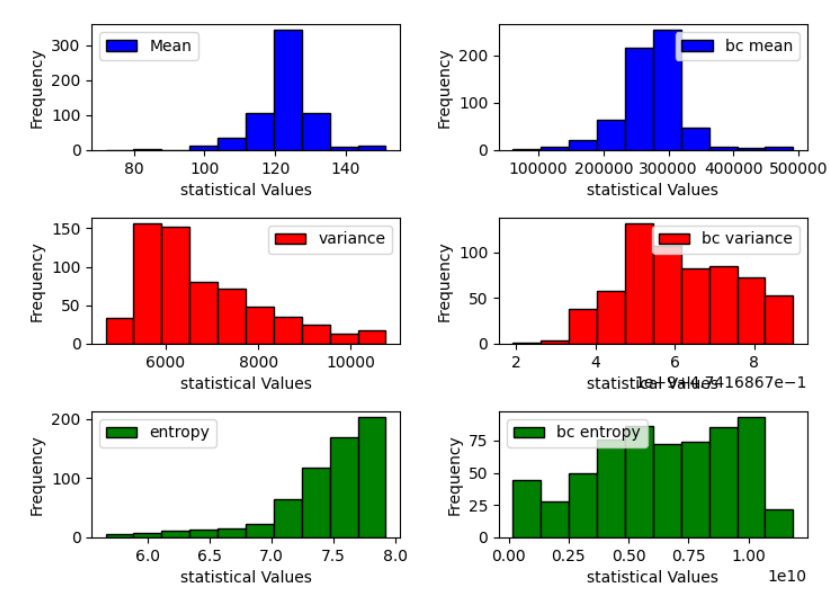 Frequency
300
200
100
0
Mean
80 100 120 140
statistical Values
Frequency
200
100
0
bc mean
100000 200000 300000 400000 500000
statistical Values
Frequency
150
100
50
0
variance
6000 8000 10000
Frequency
100
50
0
bc variance
2 4 6 8
statistical Values
Frequency
200
100
0
entropy
6.0 6.5 7.0 7.5 8.0
statistical Values
Frequency
75
50
25
0
bc entropy
0.00 0.25 0.50 0.75 1.00
1e10
statistical Values